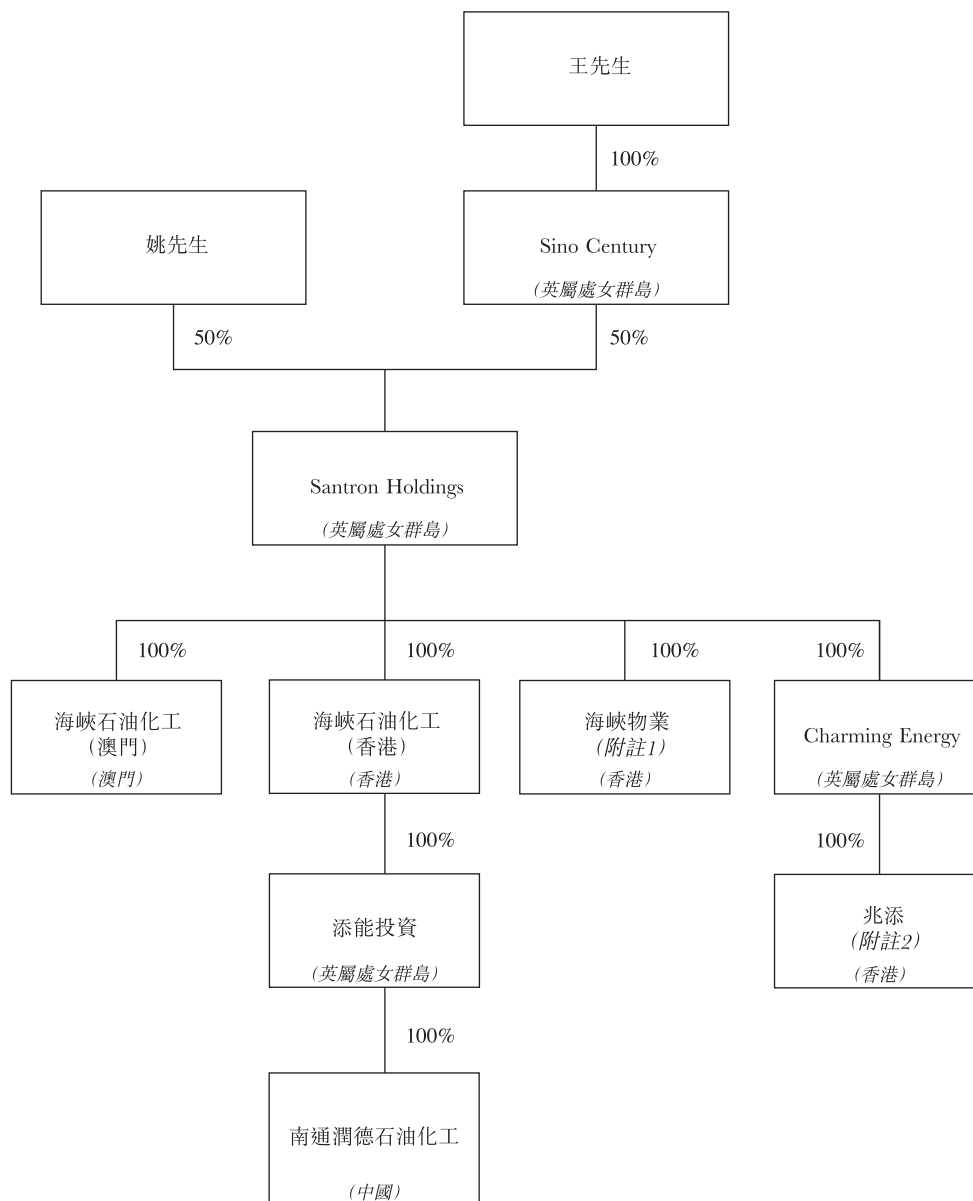 王先生
100%
姚先生
Sino Century
(英屬處女群島)
50%
50%
Santron Holdings
(英屬處女群島)
100%
100%
100%
100%
海峽石油化工
(澳門)
(澳門)
海峽石油化工
(香港)
(香港)
海峽物業
(附註1)
(香港)
Charming Energy
(英屬處女群島)
100%
100%
添能投資
(英屬處女群島)
兆添
(附註2)
(香港)
100%
南通潤德石油化工
(中國)